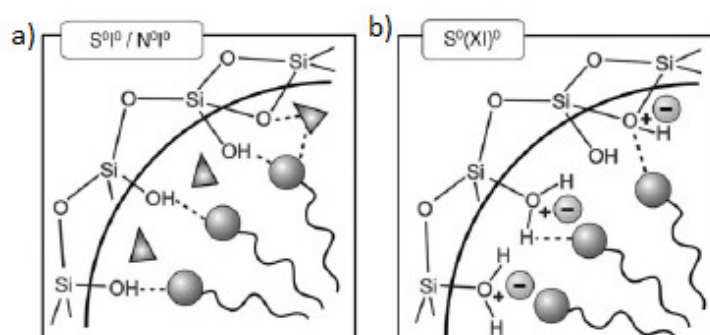 a)
S⁰I⁰ / N⁰I⁰
Si
O
Si
O
O
OH
Si
OH
O
Si
OH
b)
S⁰(XI)⁰
Si
O
Si
O
O + −
H
OH
Si
H
O + −
O
H
H
Si
O + −
H